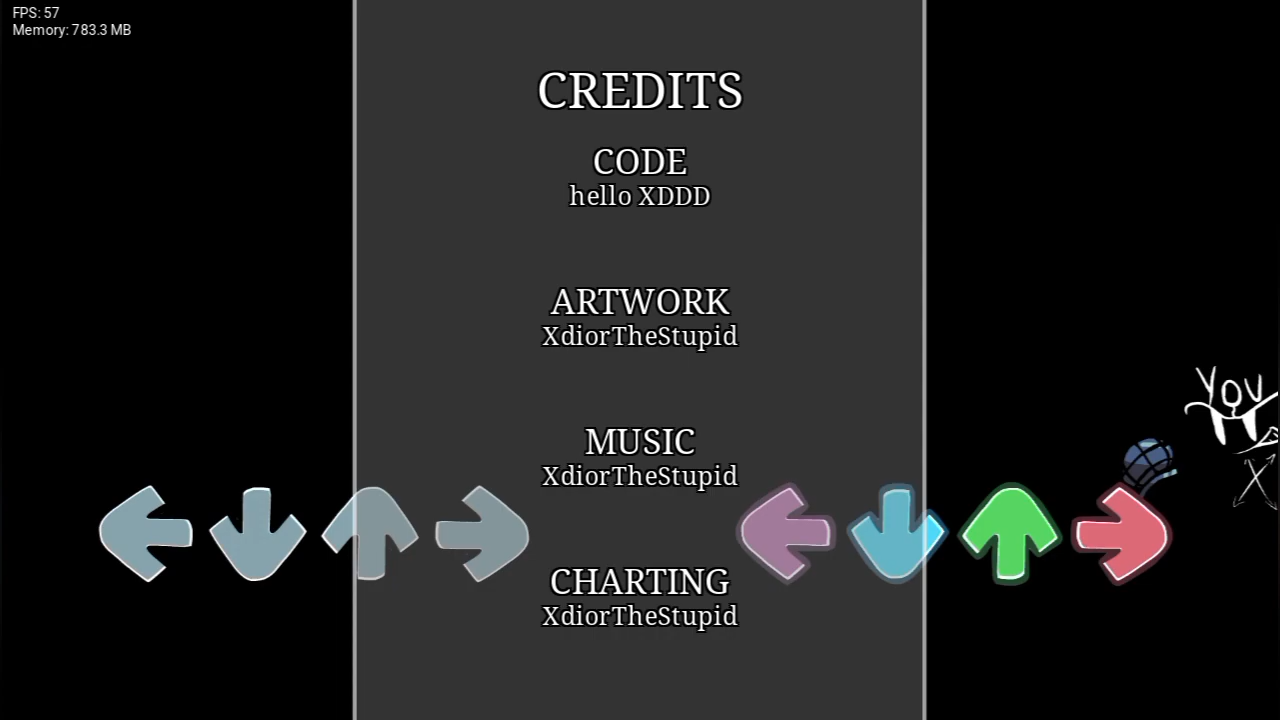 FPS: 57
Memory: 783.3 MB
CREDITS
CODE
hello XDDD
ARTWORK
XdiorTheStupid
MUSIC
XdiorTheStupid
CHARTING
XdiorTheStupid
YOU
X